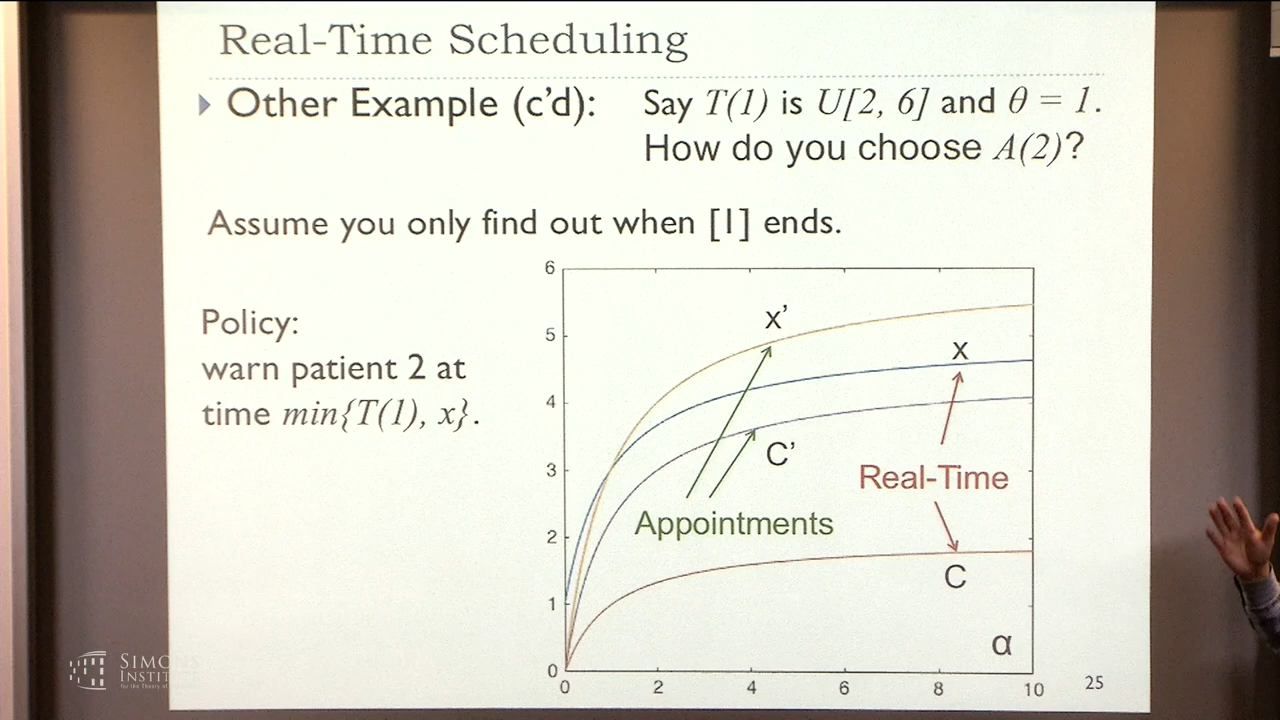 Real-Time Scheduling
Other Example (c'd): Say T(1) is U[2, 6] and θ = 1.
How do you choose A(2)?
Assume you only find out when [1] ends.
Policy:
warn patient 2 at
time min{T(1), x}.
6
5
4
3
2
1
0
x'
x
C'
Real-Time
Appointments
C
α
0 2 4 6 8 10
25